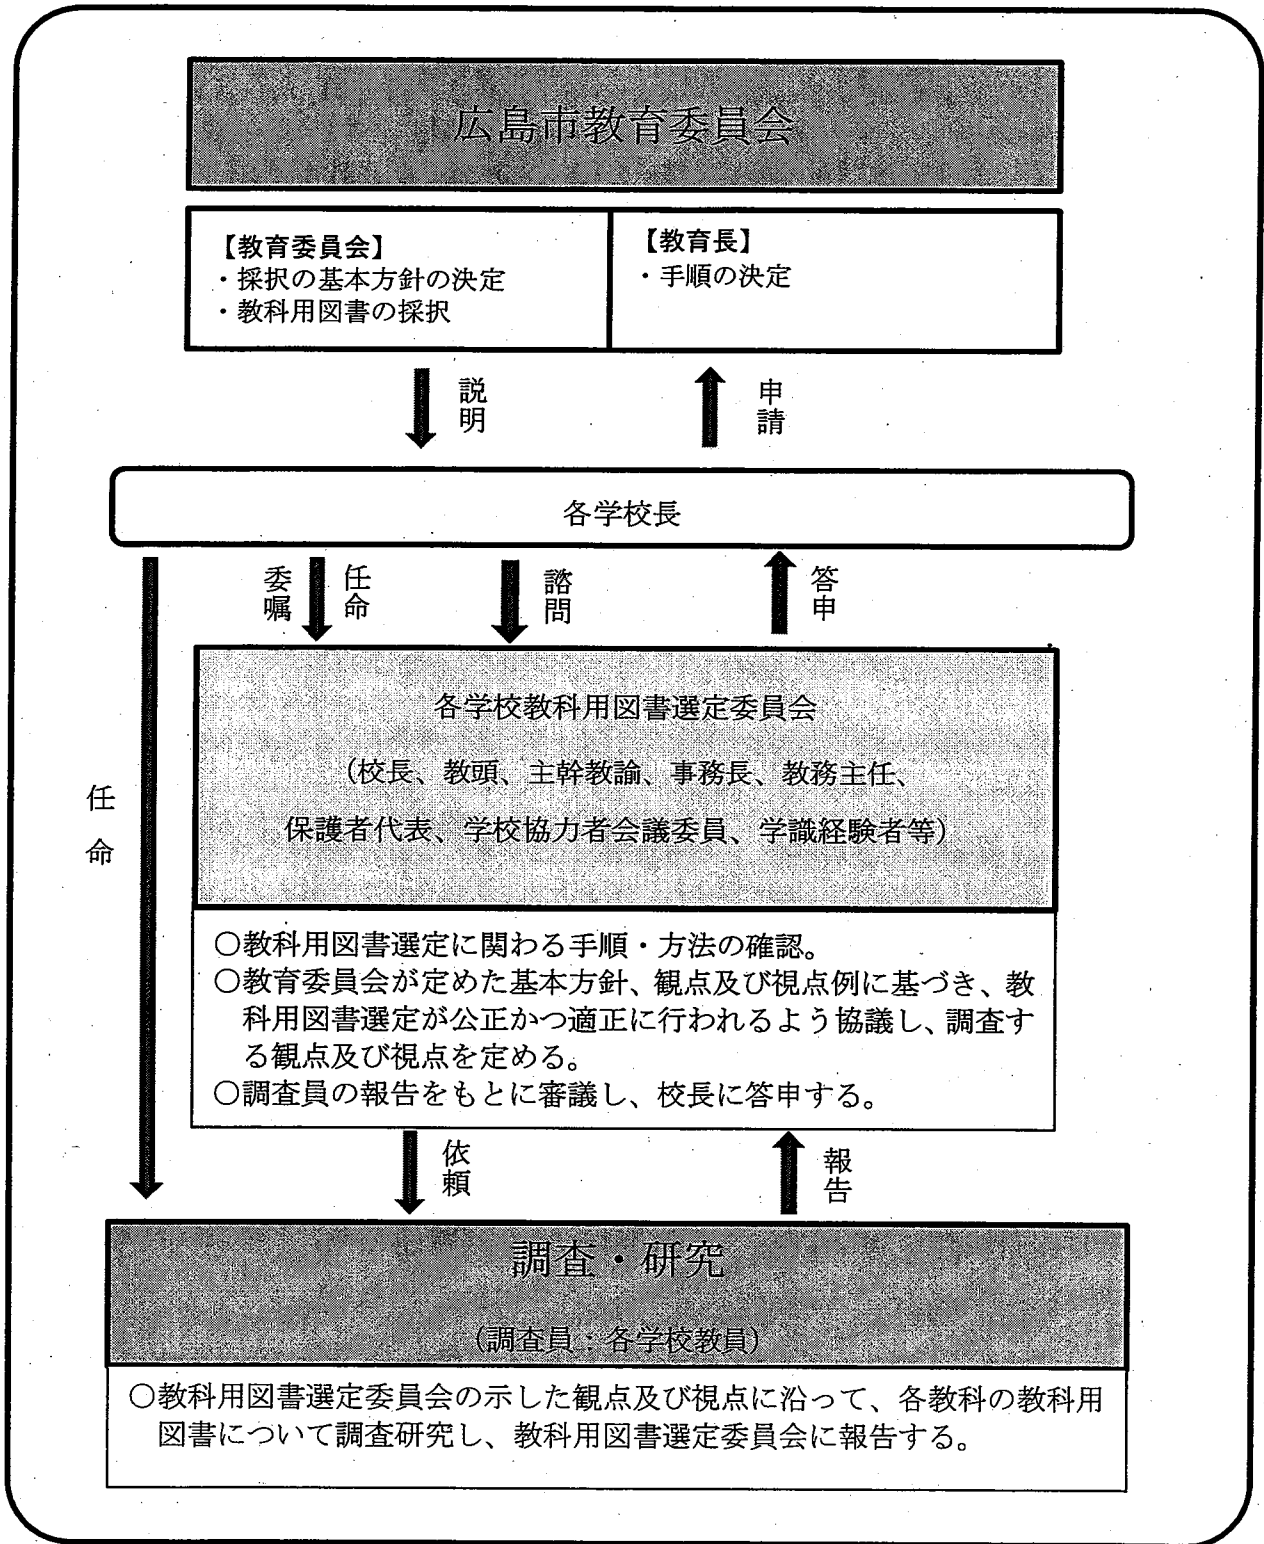 広島市教育委員会
【教育委員会】
・採択の基本方針の決定
・教科用図書の採択
【教育長】
・手順の決定
説明
申請
各学校長
委嘱
任命
諮問
答申
任命
各学校教科用図書選定委員会
（校長、教頭、主幹教諭、事務長、教務主任、
保護者代表、学校協力者会議委員、学識経験者等）
○教科用図書選定に関わる手順・方法の確認。
○教育委員会が定めた基本方針、観点及び視点例に基づき、教
科用図書選定が公正かつ適正に行われるよう協議し、調査す
る観点及び視点を定める。
○調査員の報告をもとに審議し、校長に答申する。
依頼
報告
調査・研究
（調査員：各学校教員）
○教科用図書選定委員会の示した観点及び視点に沿って、各教科の教科用
図書について調査研究し、教科用図書選定委員会に報告する。